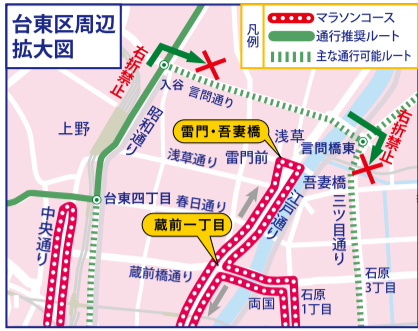 台東区周辺
拡大図
凡例
マラソンコース
通行推奨ルート
主な通行可能ルート
右折禁止
右折禁止
入谷
言問通り
上野
昭和通り
雷門・吾妻橋
浅草
言問橋東
浅草通り
雷門前
吾妻橋
江戸通り
三ツ目通り
台東四丁目
春日通り
中央通り
蔵前一丁目
蔵前橋通り
両国
石原
1丁目
石原
3丁目